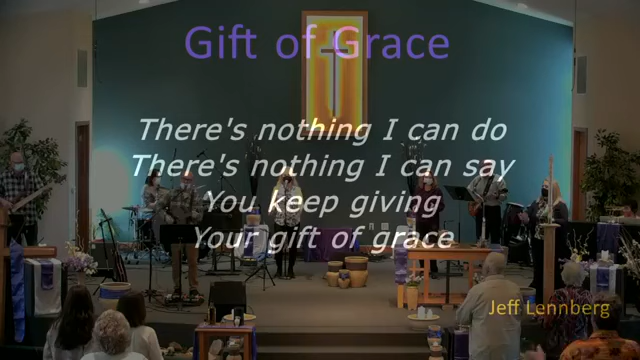 Gift of Grace
There's nothing I can do
There's nothing I can say
You keep giving
Your gift of grace
Jeff Lennberg